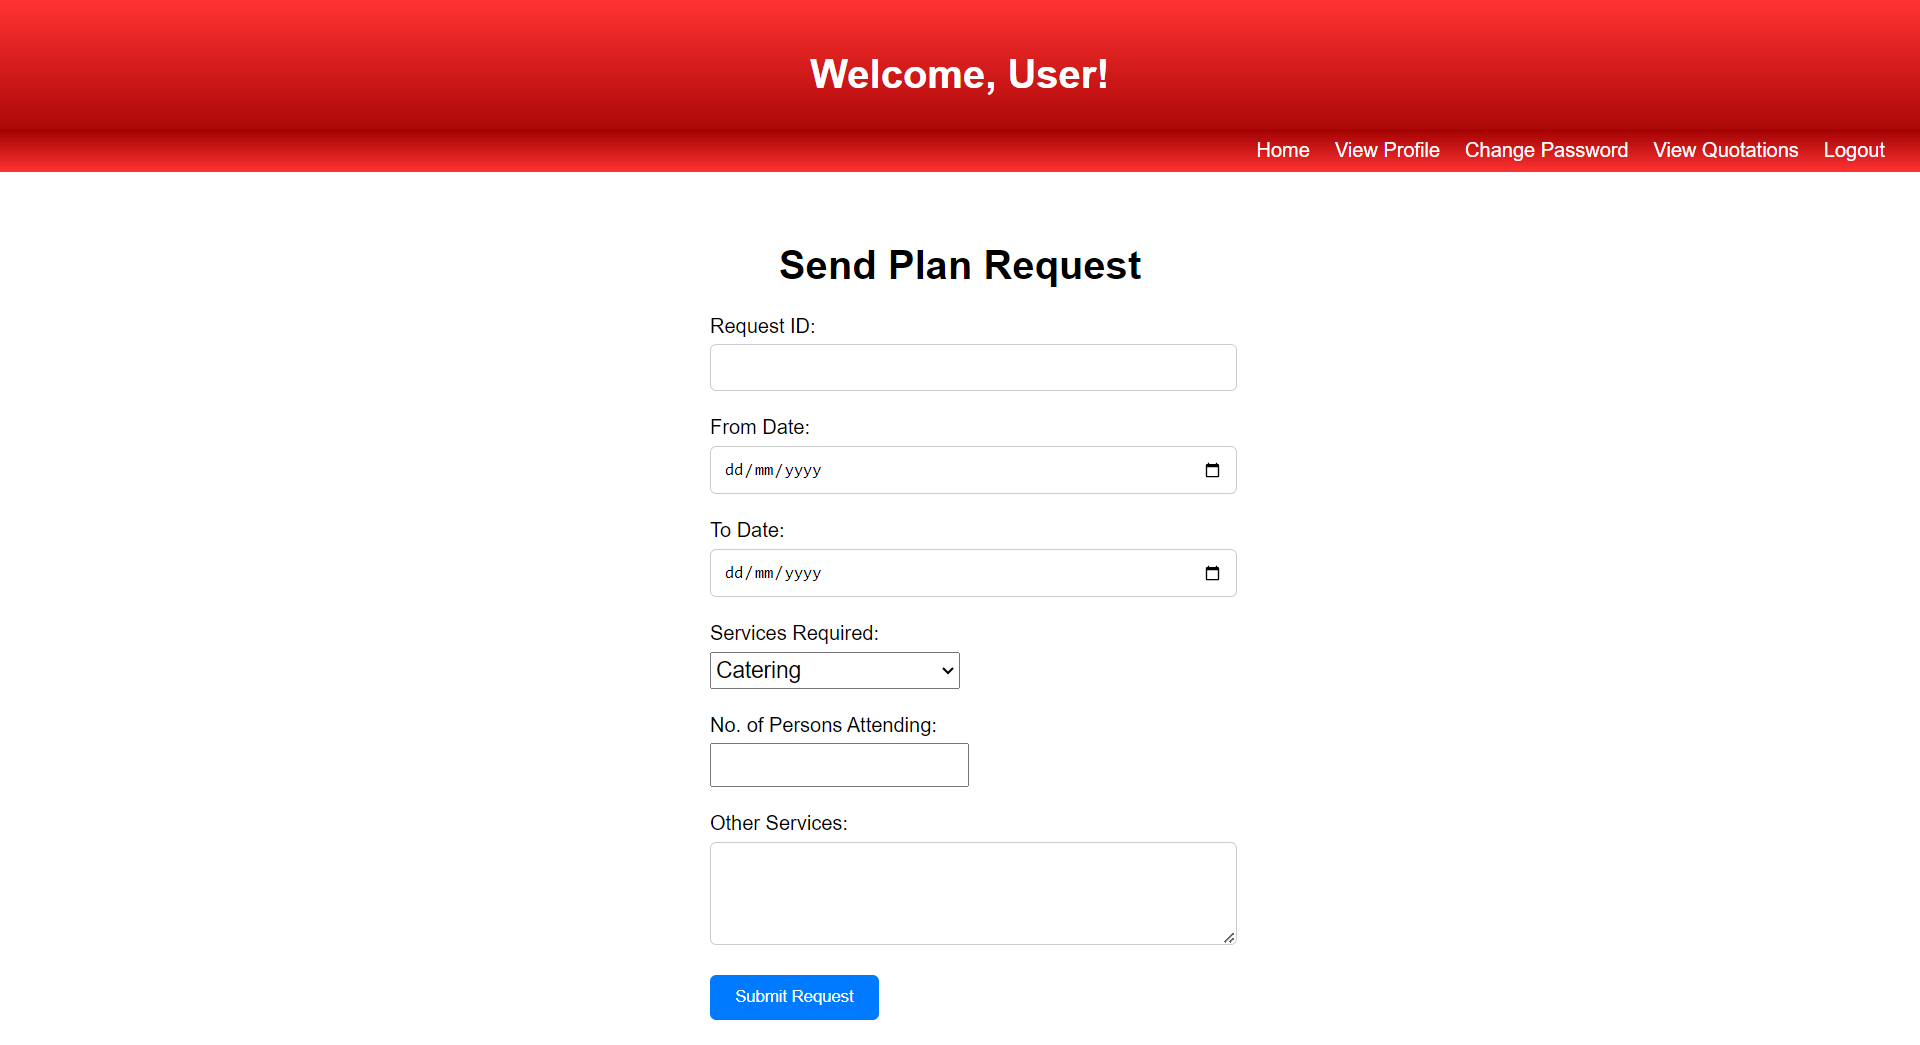 Welcome, User!
Home View Profile Change Password View Quotations Logout
Send Plan Request
Request ID:
From Date:
dd/mm/yyyy
To Date:
dd/mm/yyyy
Services Required:
Catering
No. of Persons Attending:
Other Services:
Submit Request